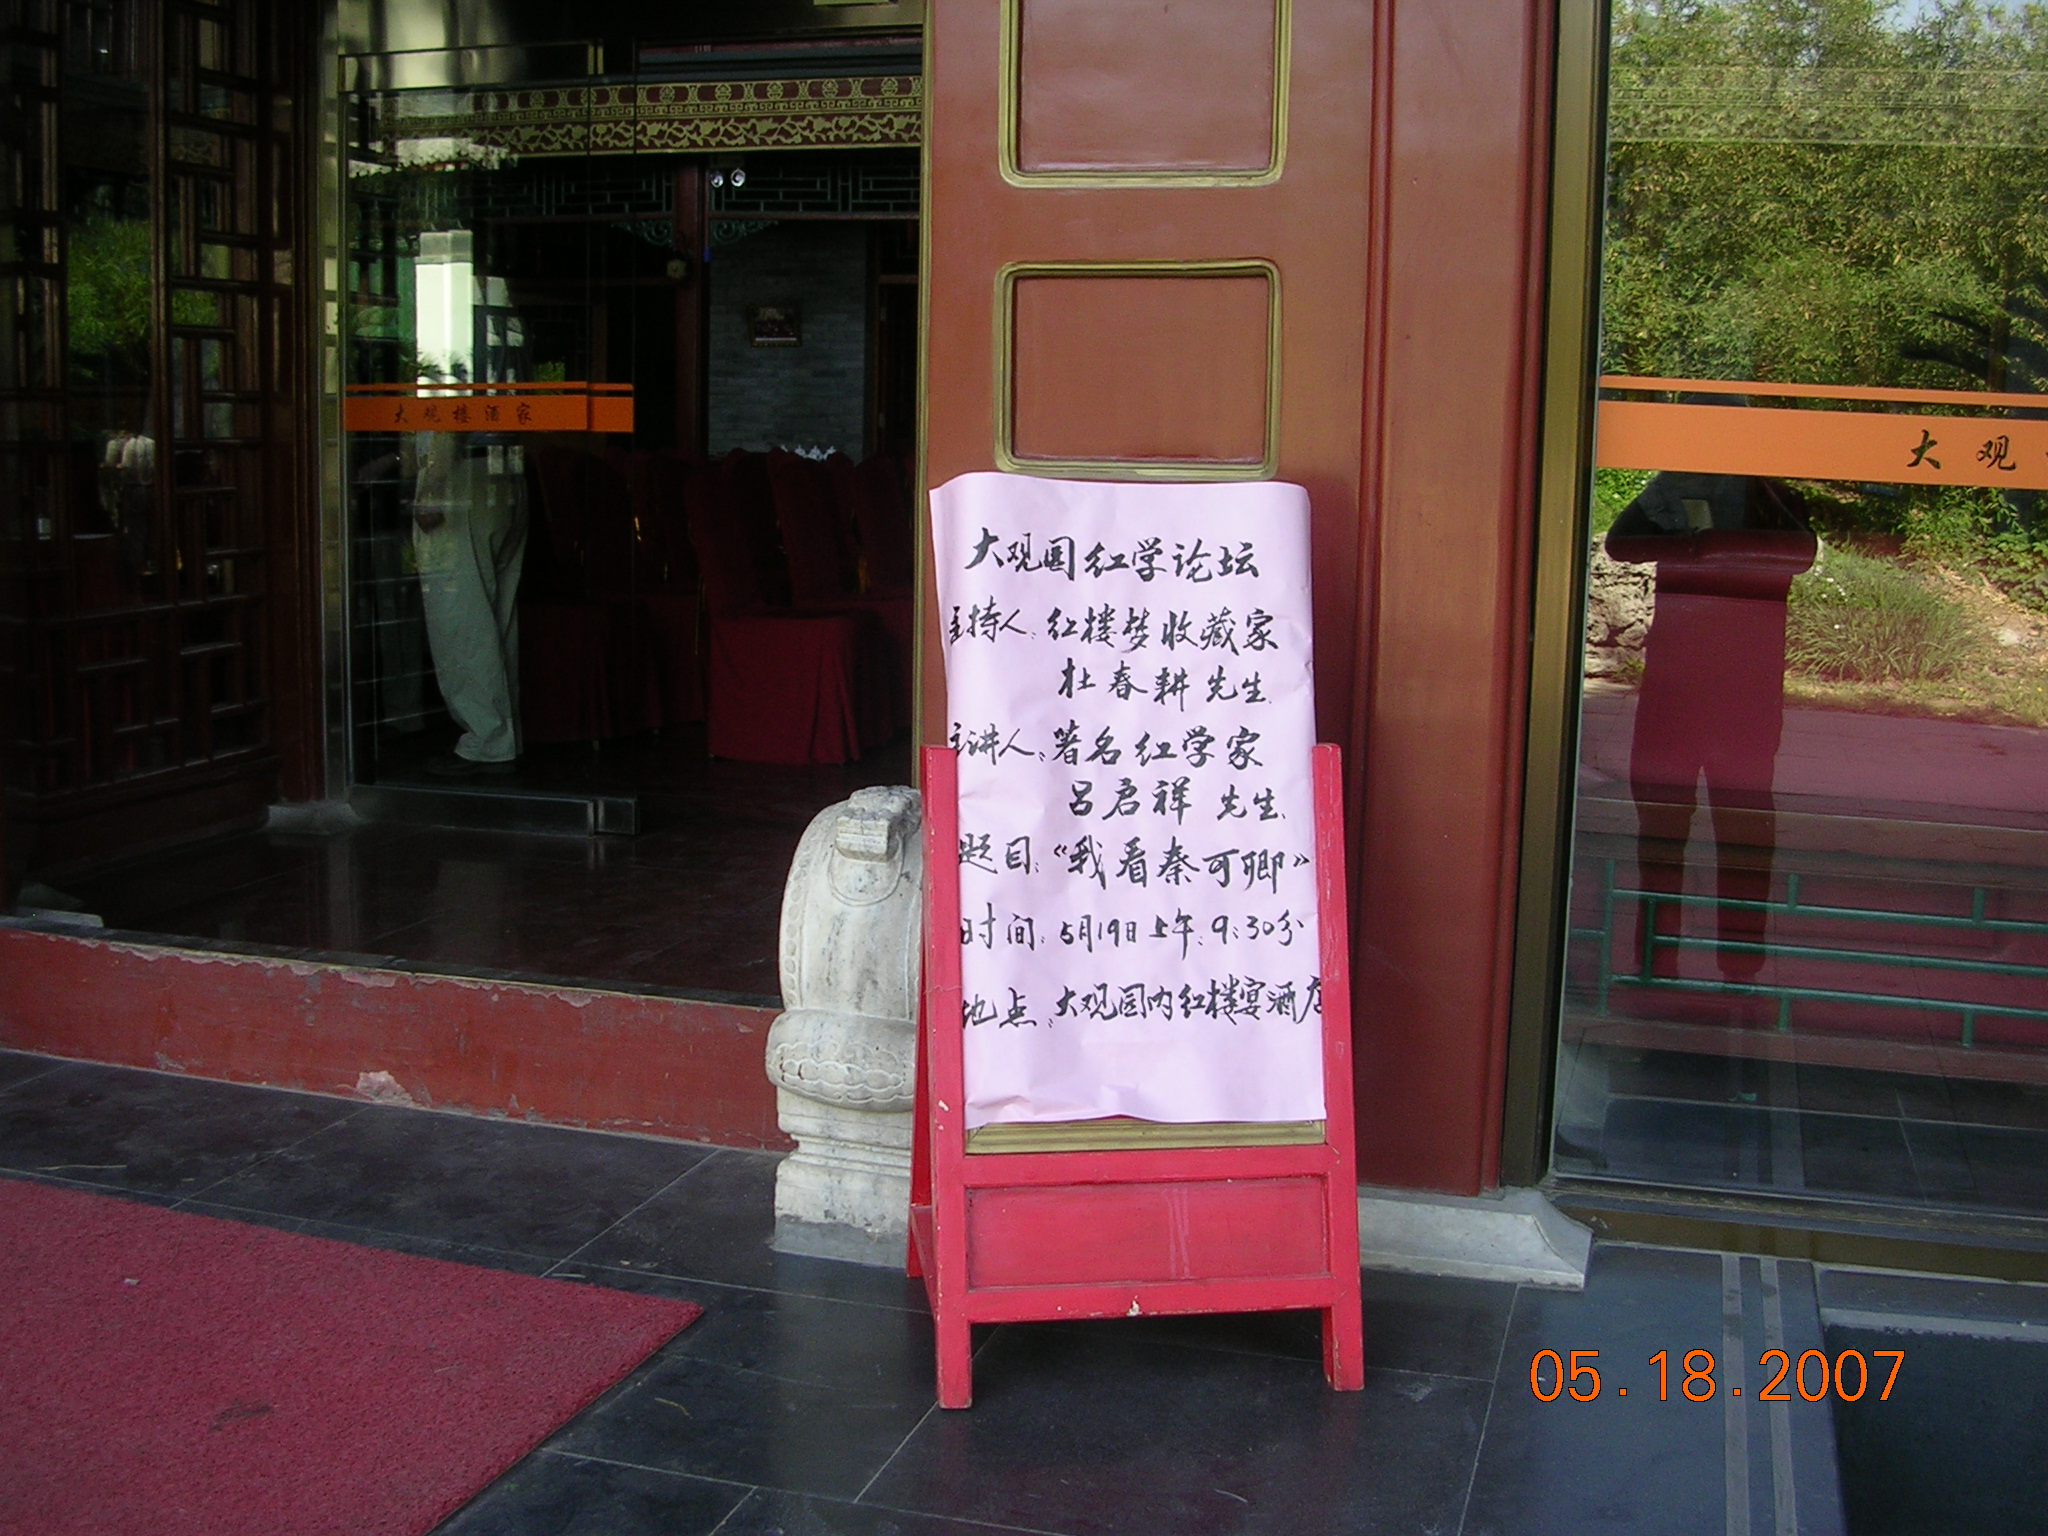 大观楼酒家
大观
大观园红学论坛
主持人：红楼梦收藏家
杜春耕先生.
主讲人：著名红学家
吕启祥 先生.
题目：《我看秦可卿》
时间：5月19日上午：9：30分
地点：大观园内红楼宴酒店
05.18.2007